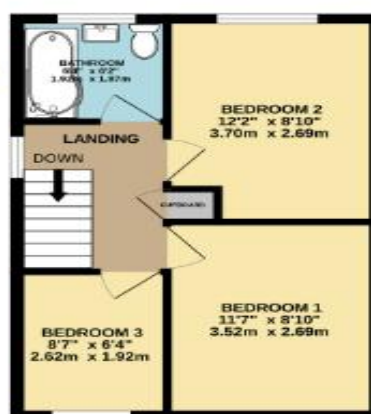 BATHROOM
LANDING
DOWN
CUPBOARD
BEDROOM 2
12'2" x 8'10"
3.70m x 2.69m
BEDROOM 1
11'7" x 8'10"
3.52m x 2.69m
BEDROOM 3
8'7" x 6'4"
2.62m x 1.92m